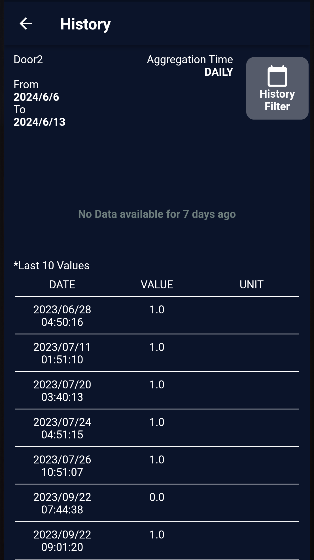 History
Door2
Aggregation Time
DAILY
From
2024/6/6
To
2024/6/13
History
Filter
No Data available for 7 days ago
*Last 10 Values
DATE VALUE UNIT
2023/06/28
04:50:16 1.0
2023/07/11
01:51:10 1.0
2023/07/20
03:40:13 1.0
2023/07/24
04:51:15 1.0
2023/07/26
10:51:07 1.0
2023/09/22
07:44:38 0.0
2023/09/22
09:01:20 1.0